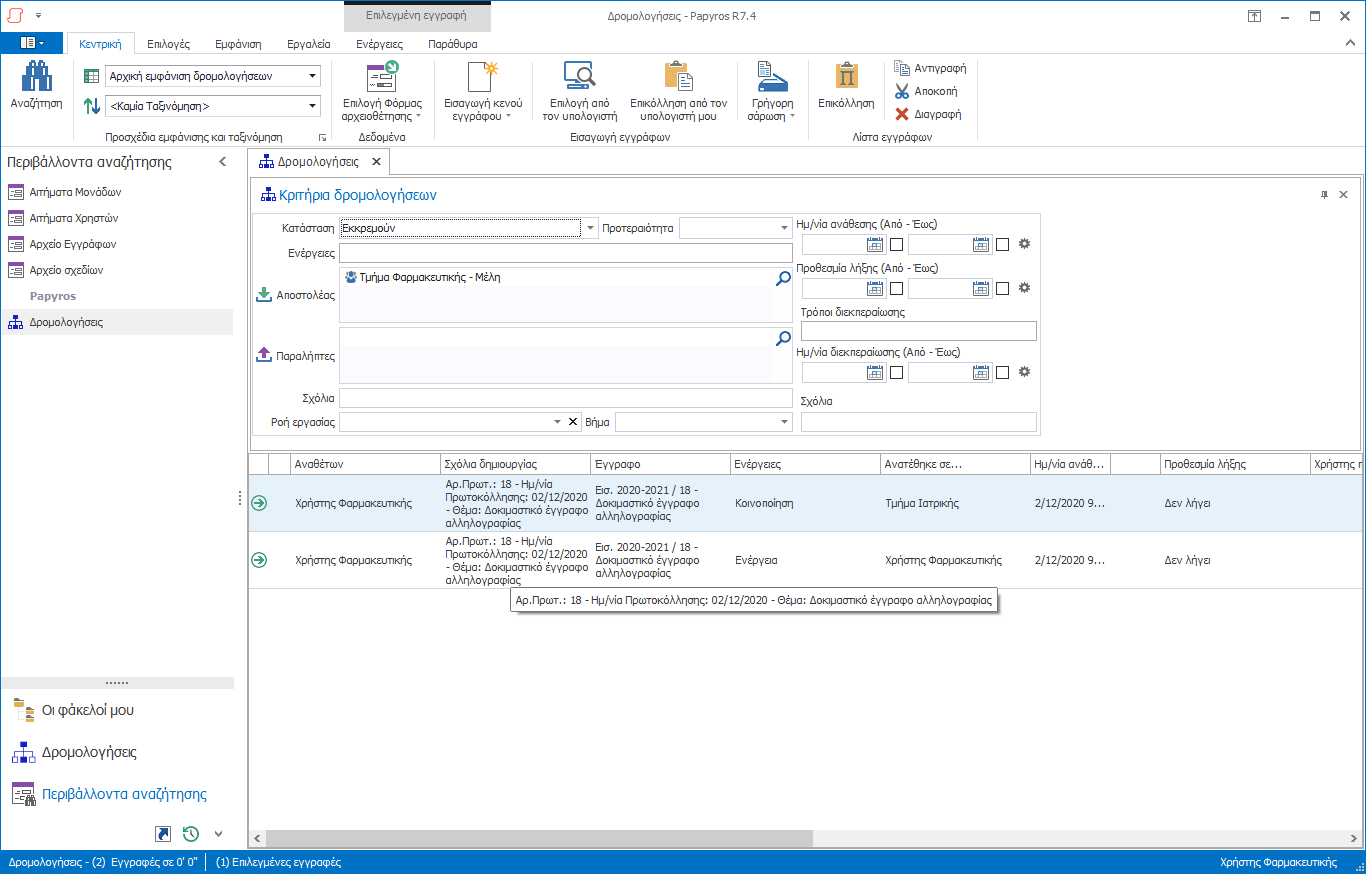 Επιλεγμένη εγγραφή
Δρομολογήσεις - Papyros R7.4
Κεντρική
Επιλογές
Εμφάνιση
Εργαλεία
Ενέργειες
Παράθυρα
Αναζήτηση
Αρχική εμφάνιση δρομολογήσεων
<Καμία Ταξινόμηση>
Προσχέδια εμφάνισης και ταξινόμηση
Επιλογή Φόρμας
αρχειοθέτησης
Δεδομένα
Εισαγωγή κενού
εγγράφου
Επιλογή από
τον υπολογιστή
Επικόλληση από τον
υπολογιστή μου
Γρήγορη
σάρωση
Εισαγωγή εγγράφων
Επικόλληση
Αντιγραφή
Αποκοπή
Διαγραφή
Λίστα εγγράφων
Περιβάλλοντα αναζήτησης
Αιτήματα Μονάδων
Αιτήματα Χρηστών
Αρχείο Εγγράφων
Αρχείο σχεδίων
Papyros
Δρομολογήσεις
Δρομολογήσεις
Κριτήρια δρομολογήσεων
Κατάσταση
Εκκρεμούν
Προτεραιότητα
Ενέργειες
Αποστολέας
Τμήμα Φαρμακευτικής - Μέλη
Παραλήπτες
Σχόλια
Ροή εργασίας
Βήμα
Ημ/νία ανάθεσης (Από - Έως)
Προθεσμία λήξης (Από - Έως)
Τρόποι διεκπεραίωσης
Ημ/νία διεκπεραίωσης (Από - Έως)
Σχόλια
Αναθέτων
Σχόλια δημιουργίας
Έγγραφο
Ενέργειες
Ανατέθηκε σε...
Ημ/νία ανάθ...
Προθεσμία λήξης
Χρήστης π
Χρήστης Φαρμακευτικής
Αρ.Πρωτ.: 18 - Ημ/νία
Πρωτοκόλλησης: 02/12/2020
- Θέμα: Δοκιμαστικό έγγραφο
αλληλογραφίας
Εισ. 2020-2021 / 18 -
Δοκιμαστικό έγγραφο
αλληλογραφίας
Κοινοποίηση
Τμήμα Ιατρικής
2/12/2020 9...
Δεν λήγει
Χρήστης Φαρμακευτικής
Αρ.Πρωτ.: 18 - Ημ/νία
Πρωτοκόλλησης: 02/12/2020
- Θέμα: Δοκιμαστικό έγγραφο
αλληλογραφίας
Εισ. 2020-2021 / 18 -
Δοκιμαστικό έγγραφο
αλληλογραφίας
Ενέργεια
Χρήστης Φαρμακευτικής
2/12/2020 9...
Δεν λήγει
Αρ.Πρωτ.: 18 - Ημ/νία Πρωτοκόλλησης: 02/12/2020 - Θέμα: Δοκιμαστικό έγγραφο αλληλογραφίας
Οι φάκελοί μου
Δρομολογήσεις
Περιβάλλοντα αναζήτησης
Δρομολογήσεις - (2) Εγγραφές σε 0' 0"
(1) Επιλεγμένες εγγραφές
Χρήστης Φαρμακευτικής